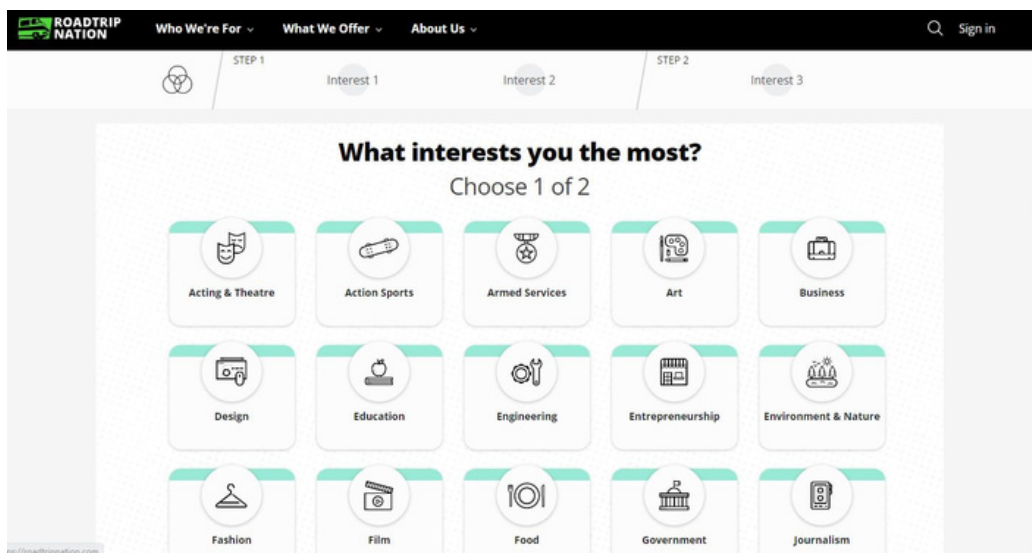 ROADTRIP
NATION
Who We're For
What We Offer
About Us
Sign in
STEP 1
Interest 1
Interest 2
STEP 2
Interest 3
What interests you the most?
Choose 1 of 2
Acting & Theatre
Action Sports
Armed Services
Art
Business
Design
Education
Engineering
Entrepreneurship
Environment & Nature
Fashion
Film
Food
Government
Journalism